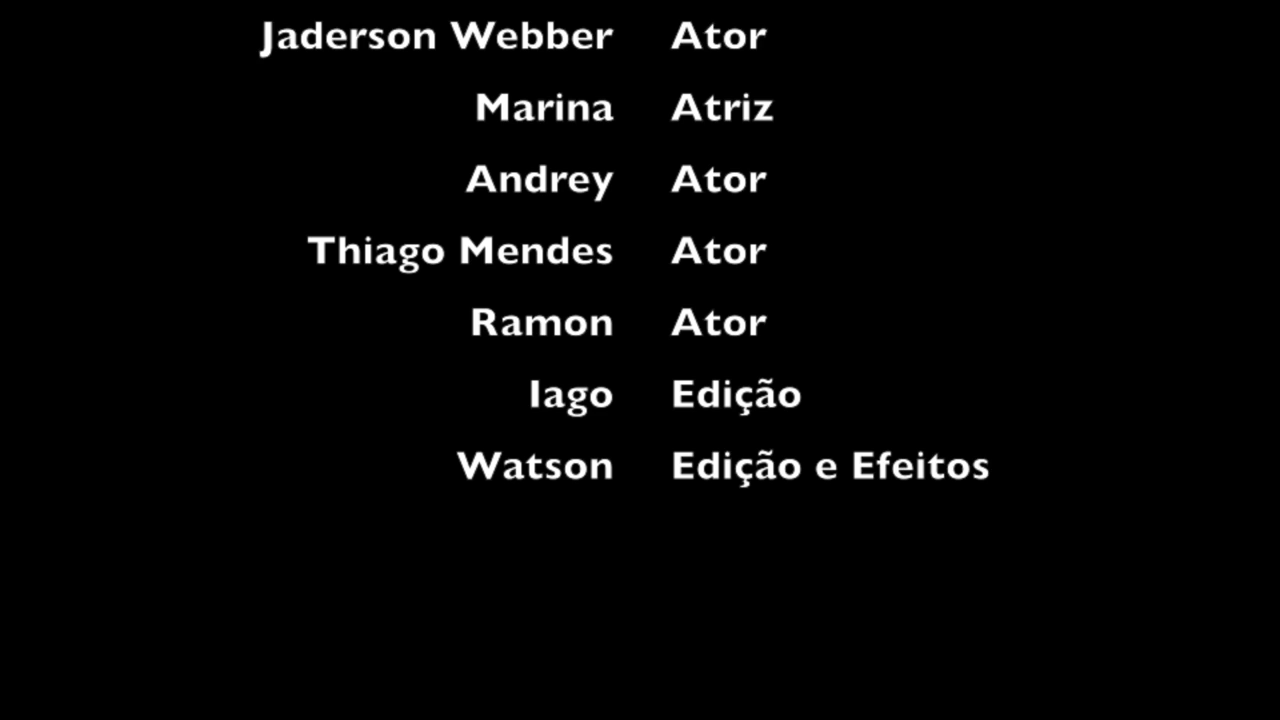 Jaderson Webber Ator
Marina Atriz
Andrey Ator
Thiago Mendes Ator
Ramon Ator
Iago Edição
Watson Edição e Efeitos